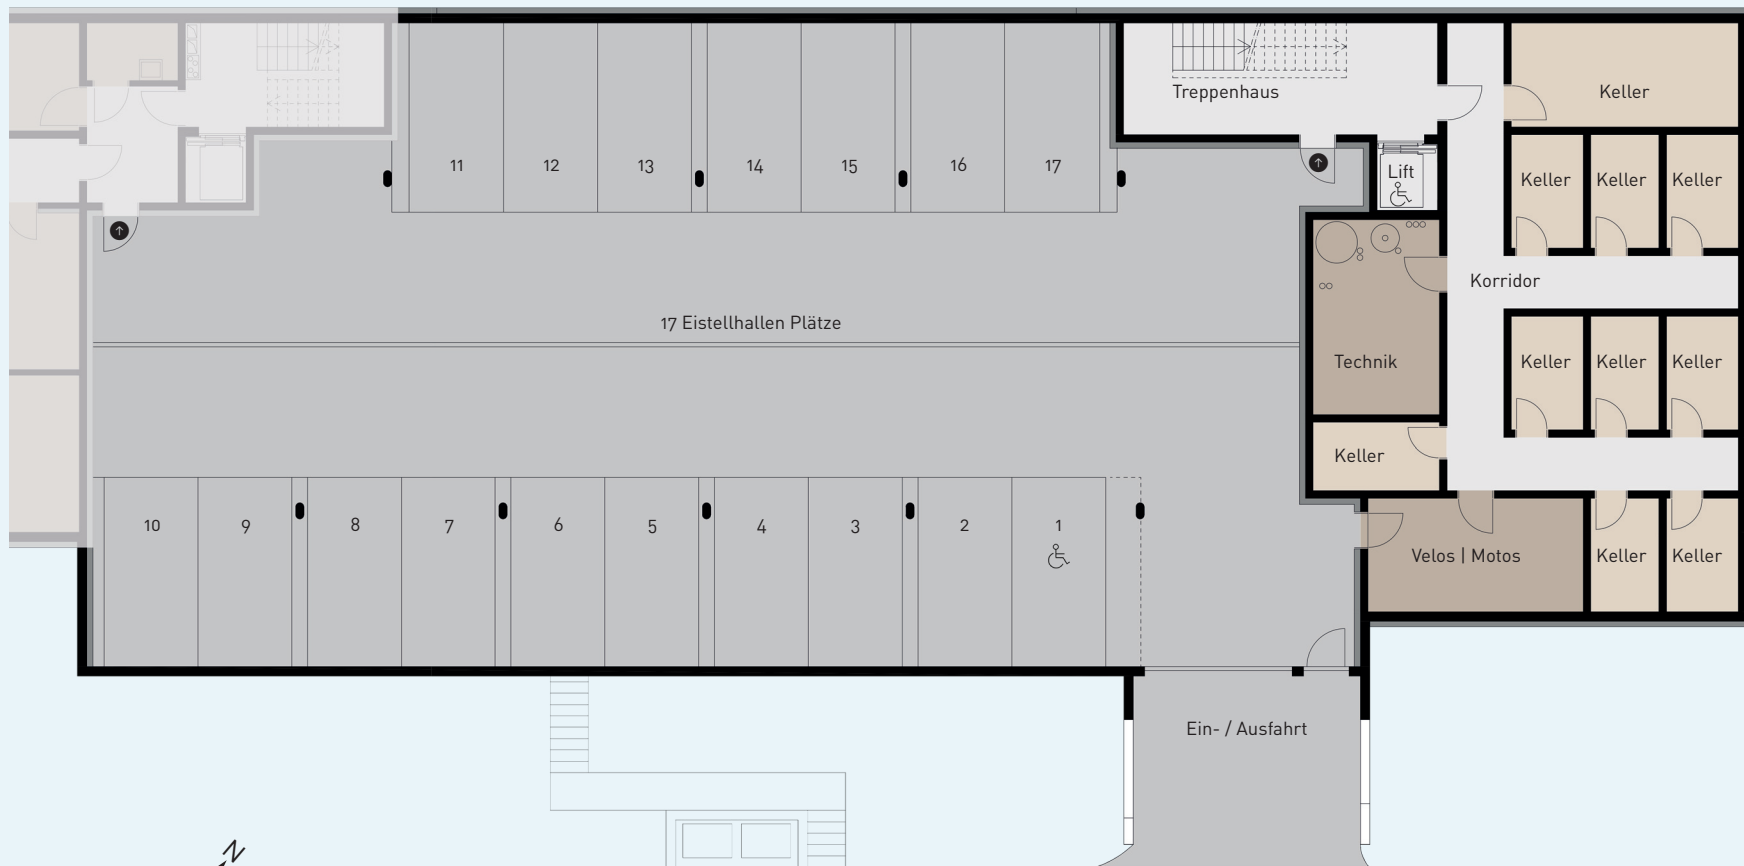 Treppenhaus
Keller
11 12 13 14 15 16 17
Lift
Keller Keller Keller
Korridor
17 Eistellhallen Plätze
Technik
Keller Keller Keller
Keller
10 9 8 7 6 5 4 3 2 1
Velos | Motos
Keller Keller
Ein- / Ausfahrt
N